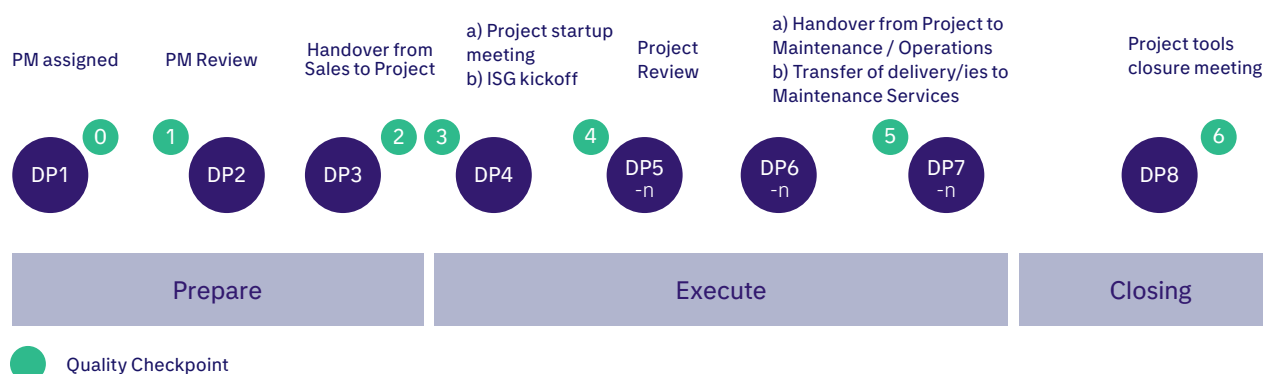 PM assigned
PM Review
Handover from
Sales to Project
a) Project startup
meeting
b) ISG kickoff
Project
Review
a) Handover from Project to
Maintenance / Operations
b) Transfer of delivery/ies to
Maintenance Services
Project tools
closure meeting
0
1
2
3
4
5
6
DP1
DP2
DP3
DP4
DP5
-n
DP6
-n
DP7
-n
DP8
Prepare
Execute
Closing
Quality Checkpoint